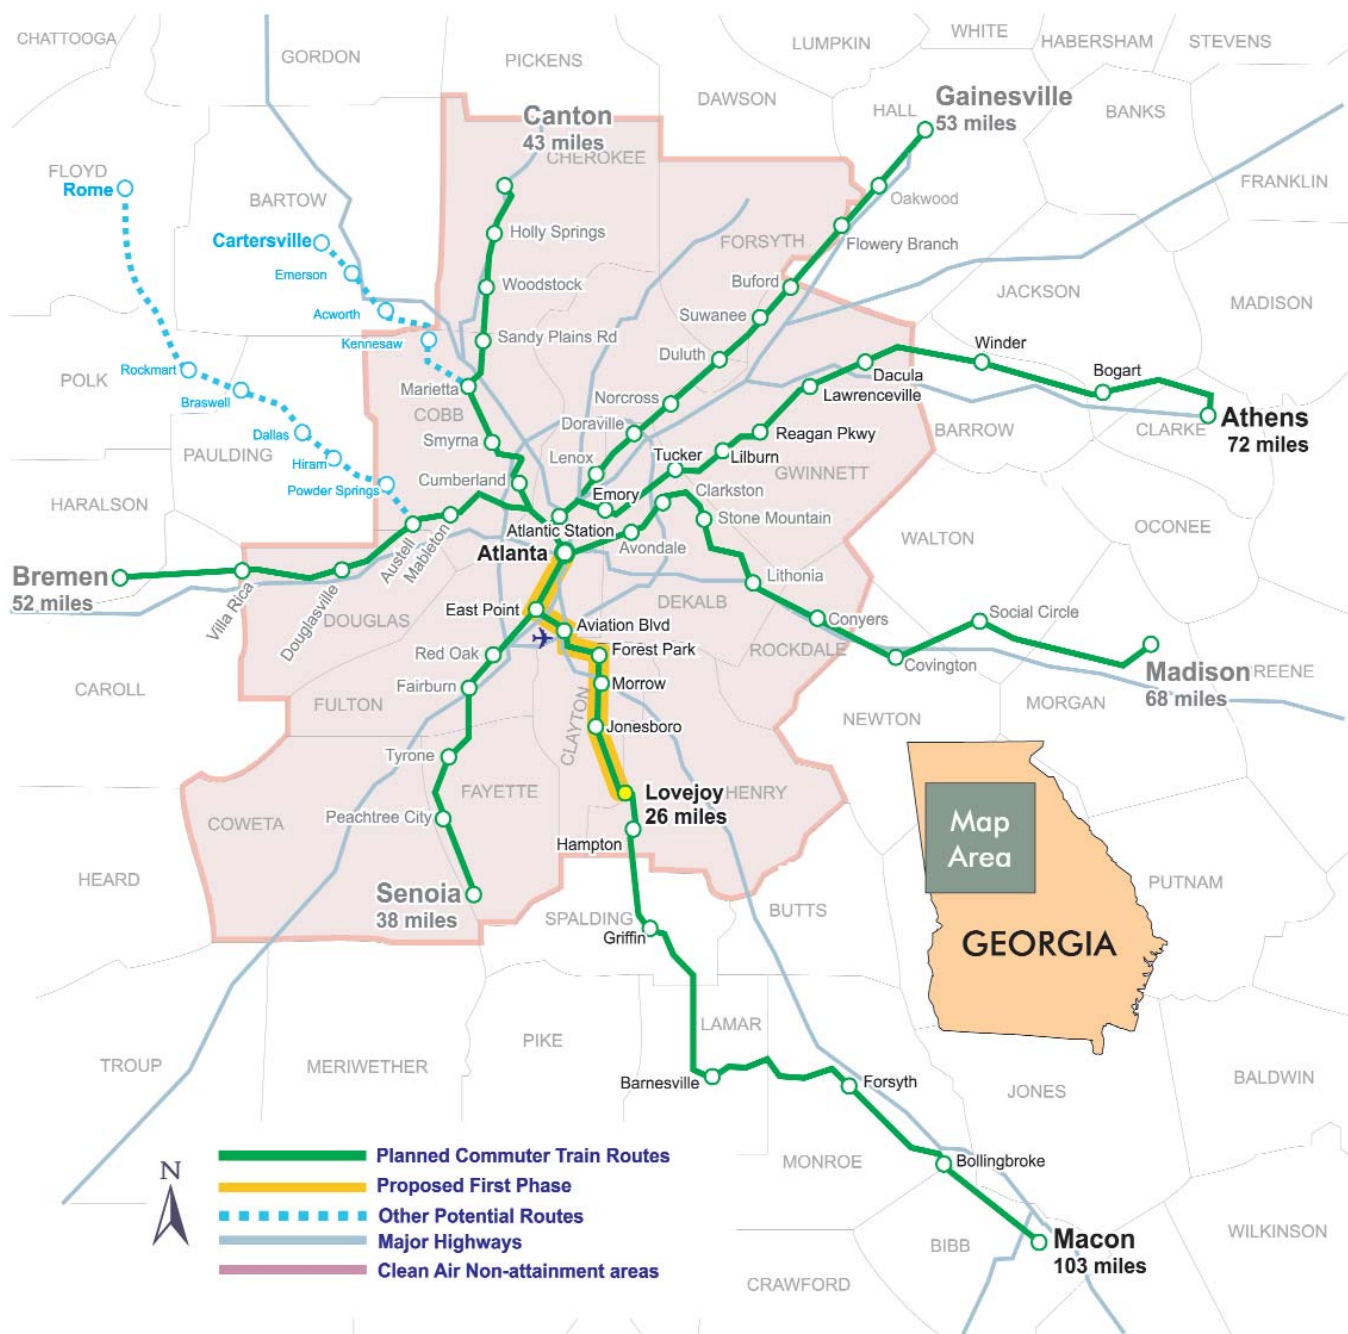 CHATTOOGA
GORDON
PICKENS
LUMPKIN
WHITE
HABERSHAM
STEVENS
DAWSON
HALL
Gainesville
53 miles
BANKS
Canton
43 miles
CHEROKEE
FLOYD
Rome
BARTOW
Oakwood
FRANKLIN
Cartersville
Holly Springs
FORSYTH
Flowery Branch
Emerson
Woodstock
Buford
JACKSON
MADISON
Acworth
Suwanee
Kennesaw
Sandy Plains Rd
Duluth
Winder
Rockmart
POLK
Marietta
Dacula
Bogart
Braswell
COBB
Norcross
Lawrenceville
Athens
72 miles
Dallas
Smyrna
Doraville
Reagan Pkwy
BARROW
CLARKE
PAULDING
Hiram
Lenox
Tucker
Lilburn
GWINNETT
Powder Springs
Cumberland
Emory
Clarkston
HARALSON
Stone Mountain
OCONEE
Atlantic Station
WALTON
Austell
Mableton
Atlanta
Avondale
Bremen
52 miles
Villa Rica
Douglasville
Lithonia
DOUGLAS
East Point
DEKALB
Conyers
Social Circle
Aviation Blvd
Red Oak
Forest Park
ROCKDALE
Covington
Madison
68 miles
REENE
CAROLL
Fairburn
Morrow
MORGAN
FULTON
CLAYTON
Jonesboro
NEWTON
Tyrone
FAYETTE
Lovejoy
26 miles
HENRY
COWETA
Peachtree City
Map
Area
Hampton
HEARD
Senoia
38 miles
PUTNAM
SPALDING
BUTTS
Griffin
GEORGIA
LAMAR
PIKE
TROUP
MERIWETHER
Barnesville
Forsyth
JONES
BALDWIN
N
Planned Commuter Train Routes
MONROE
Bollingbroke
Proposed First Phase
Other Potential Routes
WILKINSON
Major Highways
BIBB
Macon
103 miles
Clean Air Non-attainment areas
CRAWFORD